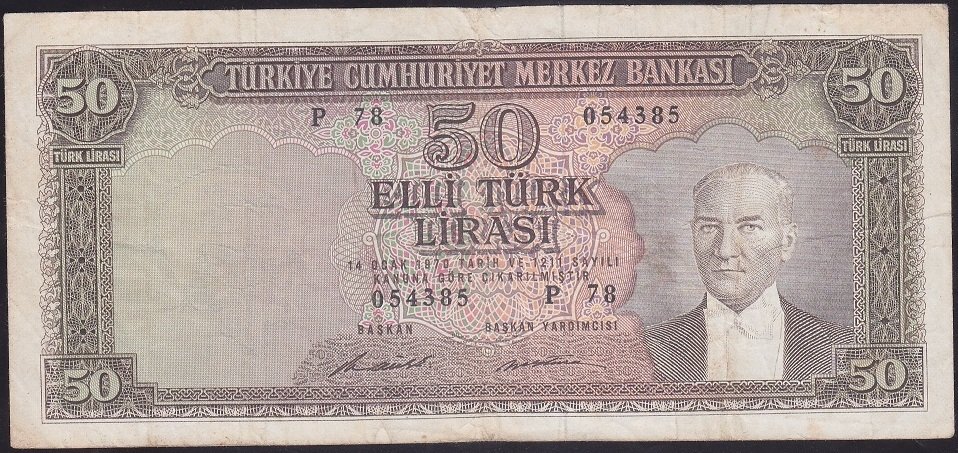 TÜRKİYE CUMHURİYET MERKEZ BANKASI
50
50
P 78
50
054385
TÜRK LİRASI
TÜRK LİRASI
ELLİ TÜRK
LİRASI
14 OCAK 1970 TARİH VE 1211 SAYILI
KANUNA GÖRE ÇIKARILMIŞTIR
054385 P 78
BAŞKAN
BAŞKAN YARDIMCISI
50
50